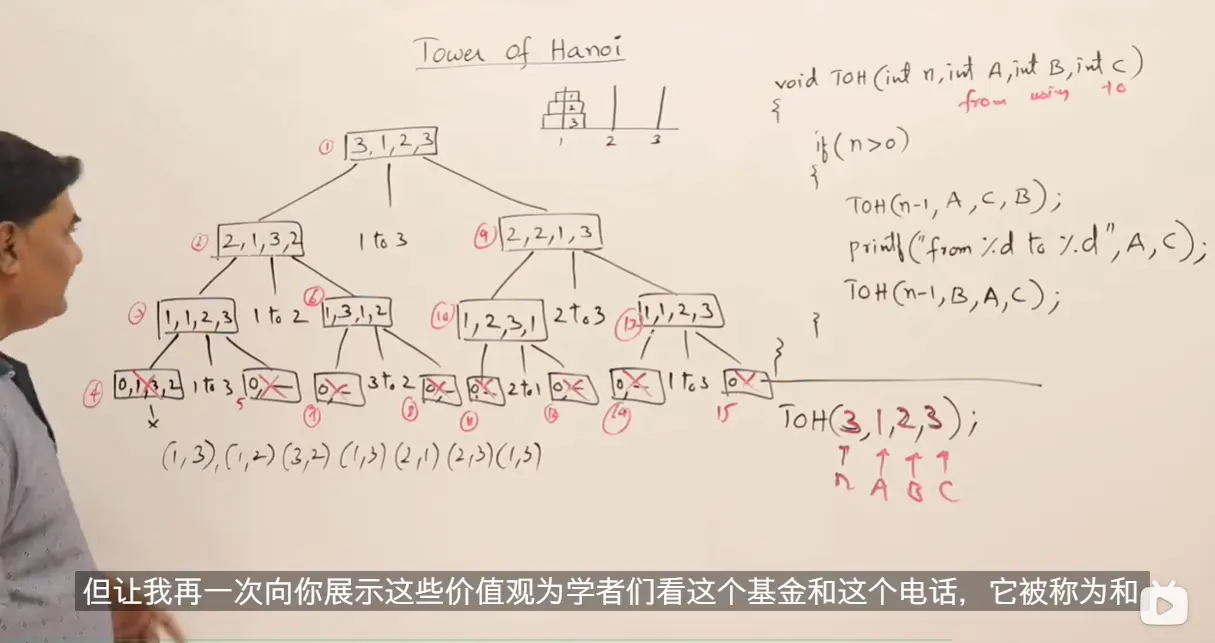 Tower of Hanoi
1
2
3
1 2 3
① 3,1,2,3
② 2,1,3,2 1 to 3 ⑨ 2,2,1,3
③ 1,1,2,3 1 to 2 ⑥ 1,3,1,2 ⑩ 1,2,3,1 2 to 3 ⑬ 1,1,2,3
④ 0,1,3,2 1 to 3 5 0,— ⑦ 0,— 3 to 2 ⑧ 0,— ⑪ 0,— 2 to 1 ⑫ 0,— ⑭ 0,— 1 to 3 15 0,—
x
(1,3),(1,2)(3,2)(1,3)(2,1)(2,3)(1,3)
void TOH(int n,int A,int B,int C)
from using to
{
if(n>0)
{
TOH(n-1, A, C, B);
printf("from %d to %d", A, C);
TOH(n-1, B, A, C);
}
}
TOH(3,1,2,3);
n A B C
但让我再一次向你展示这些价值观为学者们看这个基金和这个电话，它被称为和